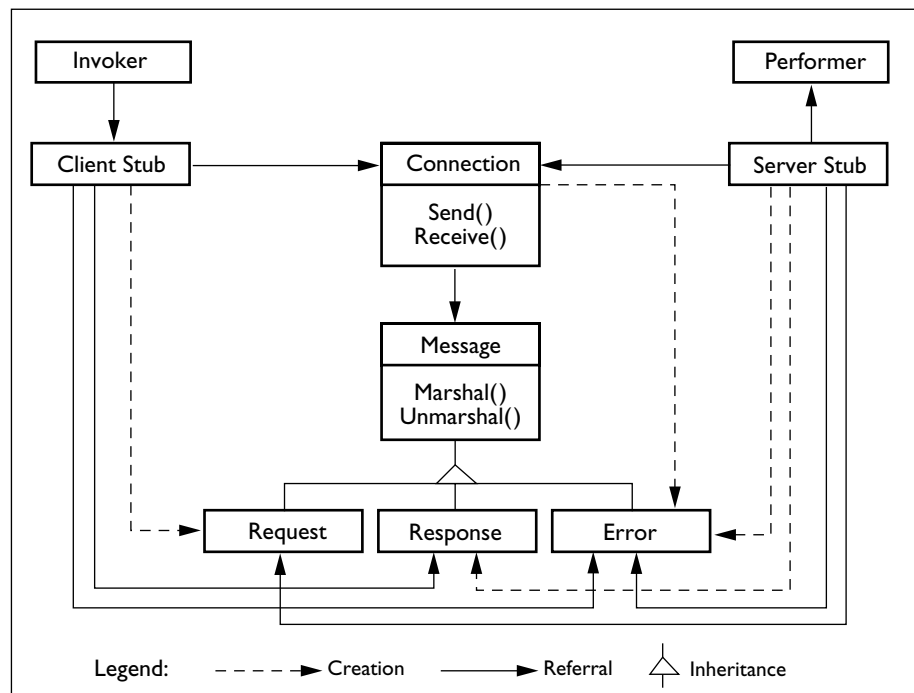 Invoker
Performer
Client Stub
Connection
Server Stub
Send()
Receive()
Message
Marshal()
Unmarshal()
Request
Response
Error
Legend:
Creation
Referral
Inheritance